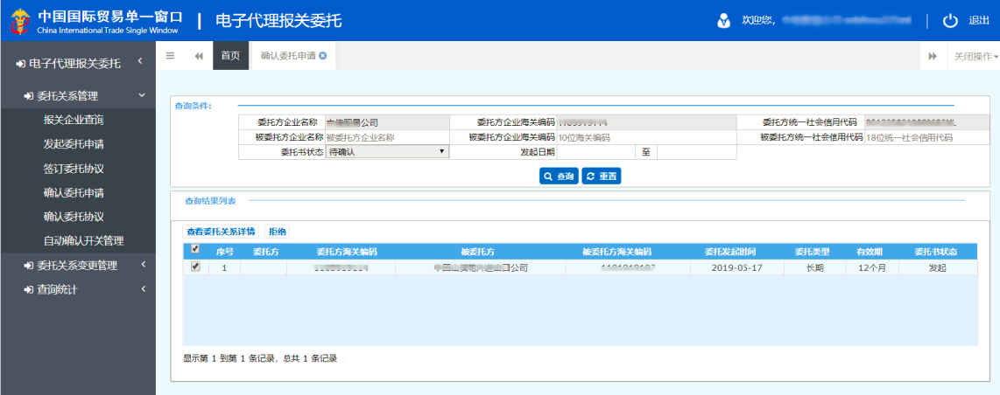 中国国际贸易单一窗口 | 电子代理报关委托
China International Trade Single Window
欢迎您, | 退出
电子代理报关委托
委托关系管理
报关企业查询
发起委托申请
签订委托协议
确认委托申请
确认委托协议
自动确认开关管理
委托关系变更管理
查询统计
首页 确认委托申请 关闭操作
查询条件:
委托方企业名称 公司 委托方企业海关编码 委托方统一社会信用代码
被委托方企业名称 被委托方企业名称 被委托方企业海关编码 10位海关编码 被委托方统一社会信用代码 18位统一社会信用代码
委托书状态 待确认 发起日期 至
查询 重置
查询结果列表
查看委托关系详情 拒绝
序号 委托方 委托方海关编码 被委托方 被委托方海关编码 委托发起时间 委托类型 有效期 委托书状态
1 公司 2019-05-17 长期 12个月 发起
显示第 1 到第 1 条记录，总共 1 条记录